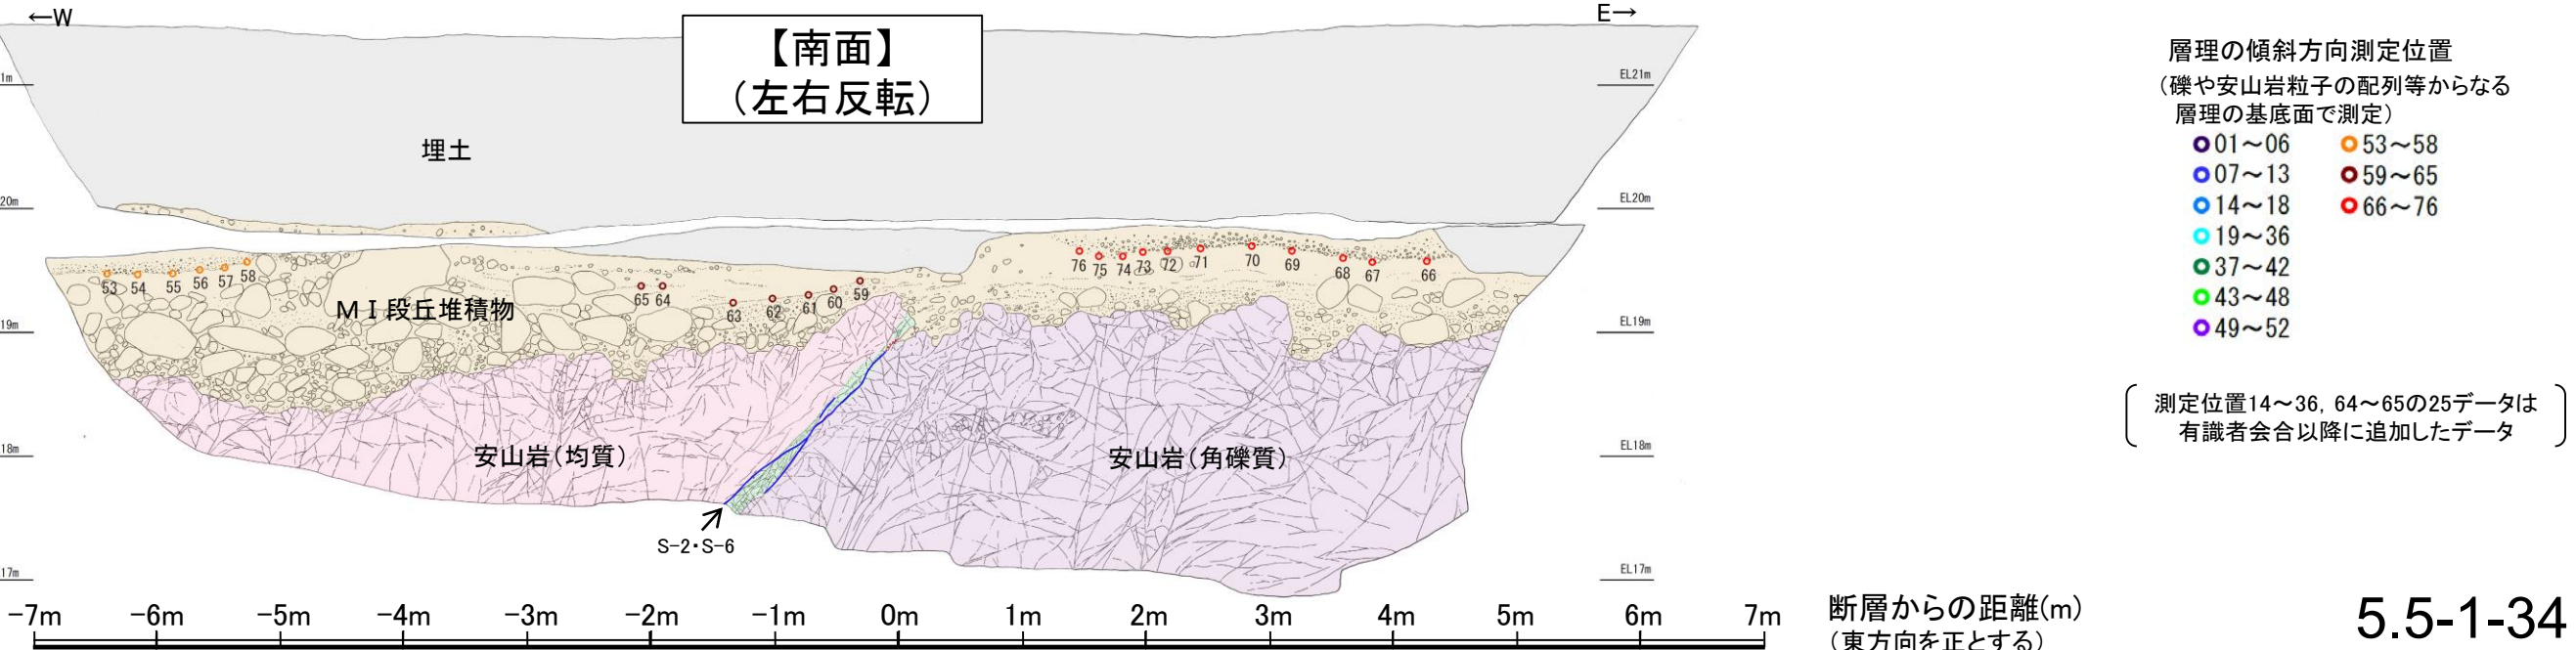 ←W
E→
【南面】
(左右反転)
1m
EL21m
埋土
20m
EL20m
53 54 55 56 57 58
65 64 63 62 61 60 59
76 75 74 73 72 71 70 69 68 67 66
MⅠ段丘堆積物
19m
EL19m
安山岩(均質)
安山岩(角礫質)
18m
EL18m
S-2・S-6
17m
EL17m
-7m -6m -5m -4m -3m -2m -1m 0m 1m 2m 3m 4m 5m 6m 7m
断層からの距離(m)
(東方向を正とする)
層理の傾斜方向測定位置
(礫や安山岩粒子の配列等からなる
層理の基底面で測定)
01~06 53~58
07~13 59~65
14~18 66~76
19~36
37~42
43~48
49~52
測定位置14~36, 64~65の25データは
有識者会合以降に追加したデータ
5.5-1-34